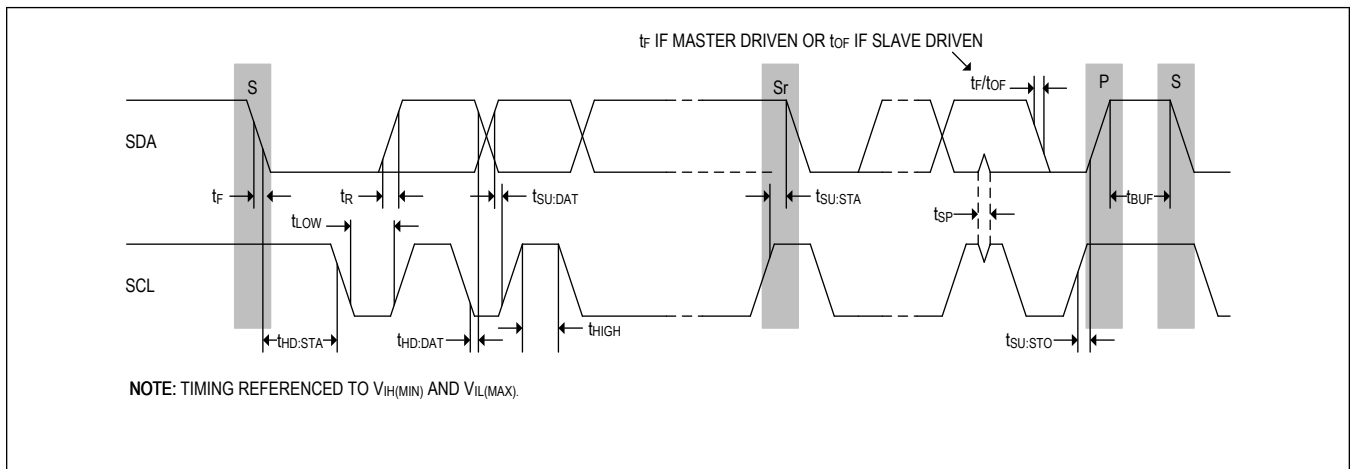 tF IF MASTER DRIVEN OR tOF IF SLAVE DRIVEN
S
Sr
tF/tOF
P
S
SDA
tF
tR
tSU:DAT
tSU:STA
tSP
tBUF
tLOW
SCL
tHD:STA
tHD:DAT
tHIGH
tSU:STO
NOTE: TIMING REFERENCED TO VIH(MIN) AND VIL(MAX).